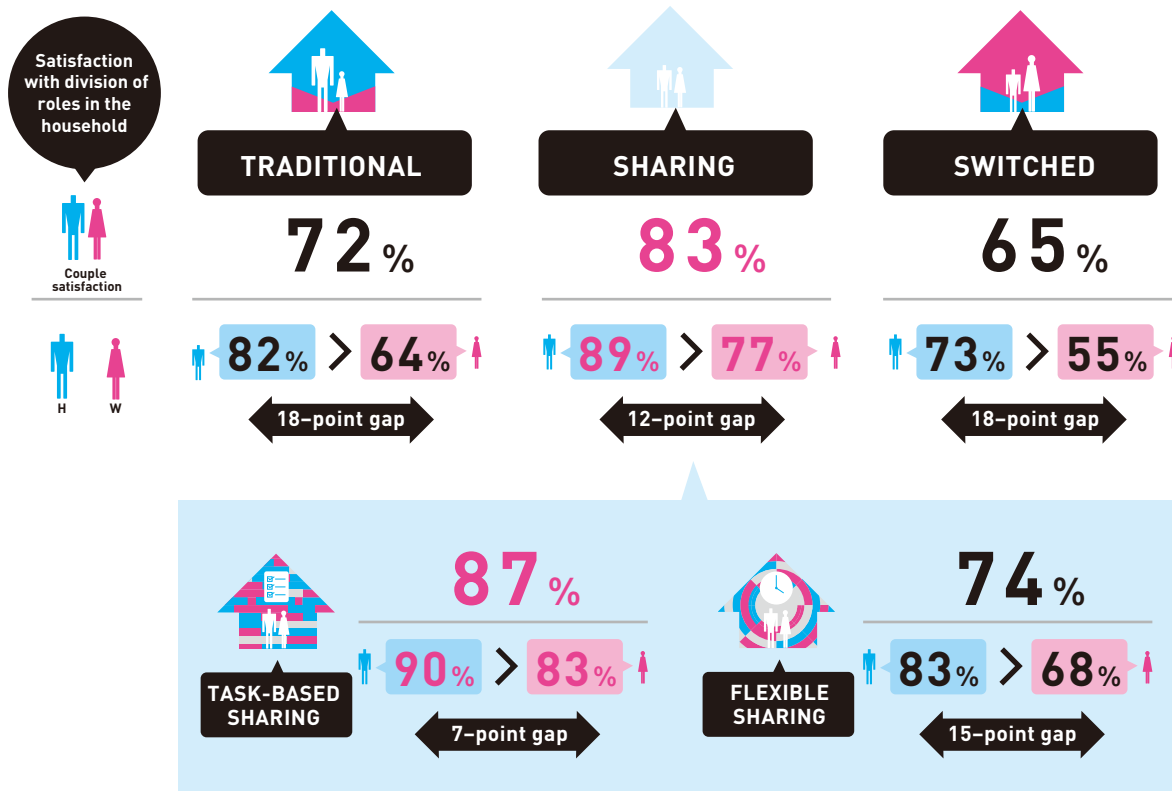 Satisfaction
with division of
roles in the
household
TRADITIONAL
SHARING
SWITCHED
Couple
satisfaction
72%
83%
65%
H
W
82% > 64%
89% > 77%
73% > 55%
18-point gap
12-point gap
18-point gap
TASK-BASED
SHARING
87%
90% > 83%
7-point gap
FLEXIBLE
SHARING
74%
83% > 68%
15-point gap